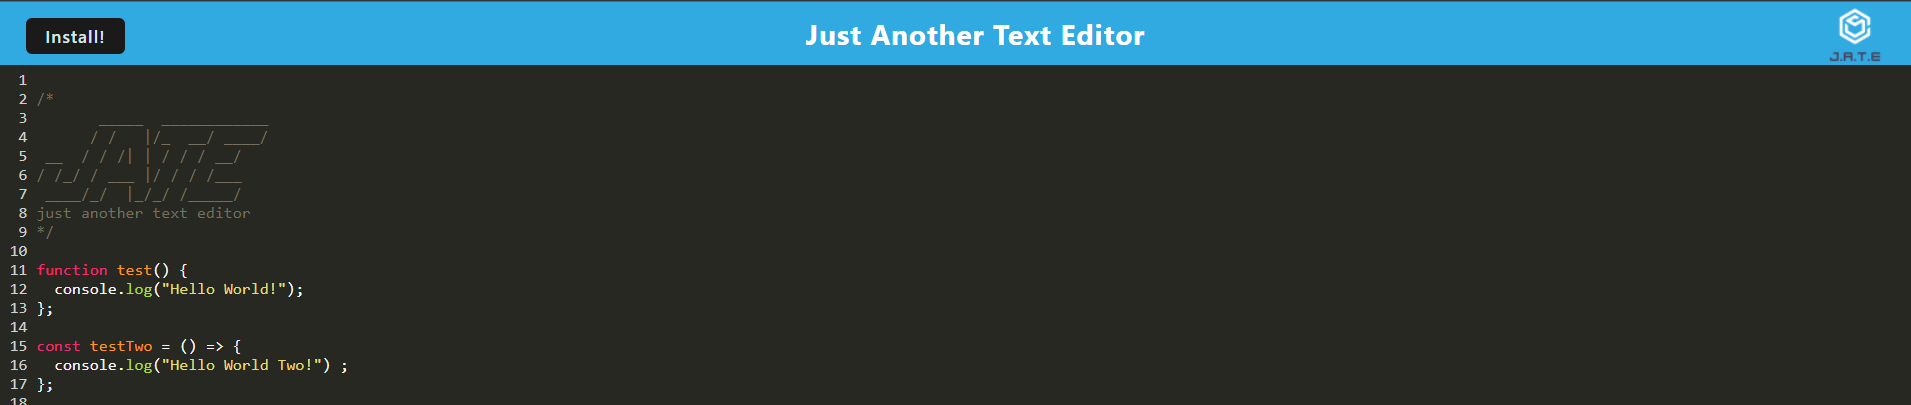 Install!
Just Another Text Editor
J.A.T.E
1
2 /*
3        _____  ____________
4       / /   |/_  __/ ____/
5  __  / / /| | / / / __/
6 / /_/ / ___ |/ / / /___
7  ____/_/  |_/_/ /_____/
8 just another text editor
9 */
10
11 function test() {
12   console.log("Hello World!");
13 };
14
15 const testTwo = () => {
16   console.log("Hello World Two!") ;
17 };
18